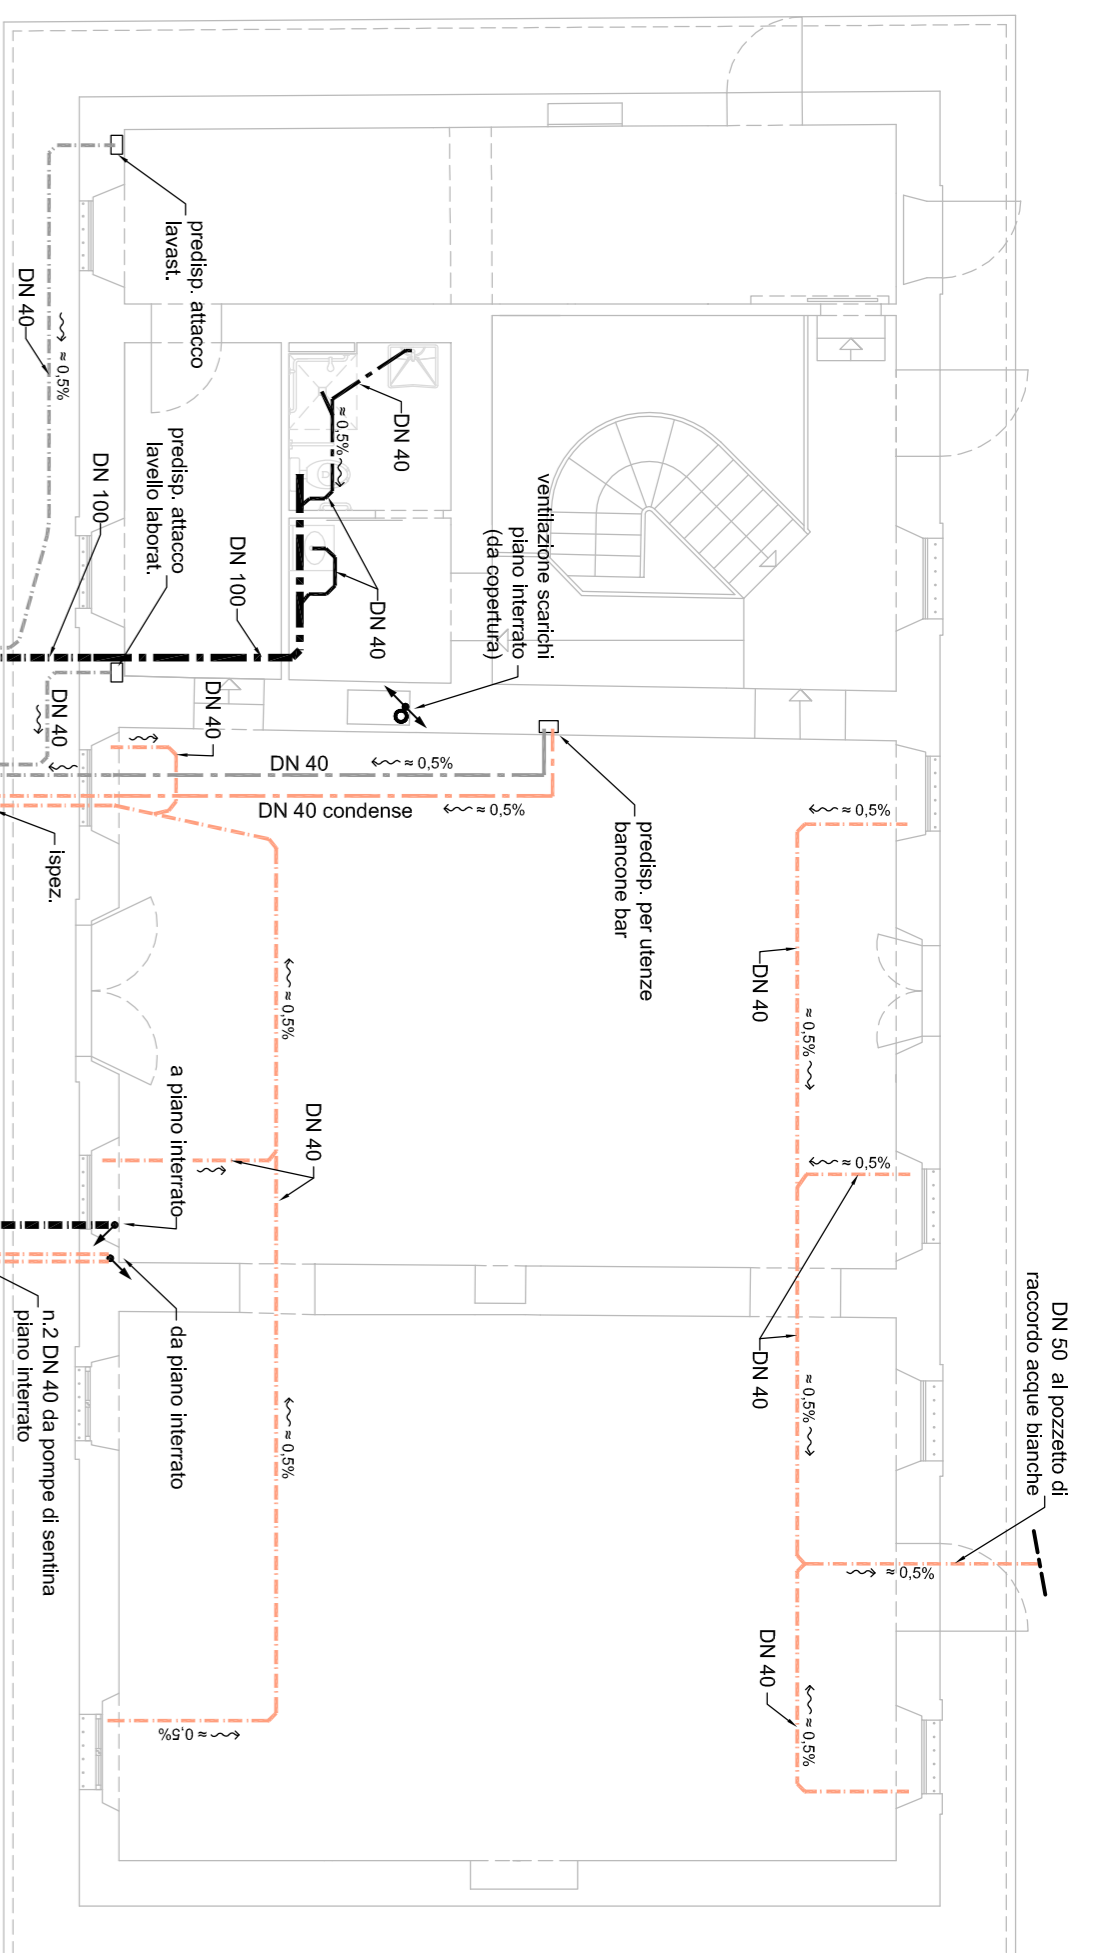 DN 50 al pozzetto di
raccordo acque bianche
≈ 0,5%
≈ 0,5%
DN 40
≈ 0,5%
≈ 0,5%
DN 40
≈ 0,5%
≈ 0,5%
DN 40
≈ 0,5%
predisp. per utenze
bancone bar
ventilazione scarichi
piano interrato
(da copertura)
DN 40
≈ 0,5%
DN 40
DN 100
DN 40
≈ 0,5%
DN 40 condense
≈ 0,5%
DN 40
predisp. attacco
lavast.
predisp. attacco
lavello laborat.
DN 100
≈ 0,5%
DN 40
DN 40
ispez.
≈ 0,5%
DN 40
a piano interrato
da piano interrato
≈ 0,5%
≈ 0,5%
n.2 DN 40 da pompe di sentina
piano interrato